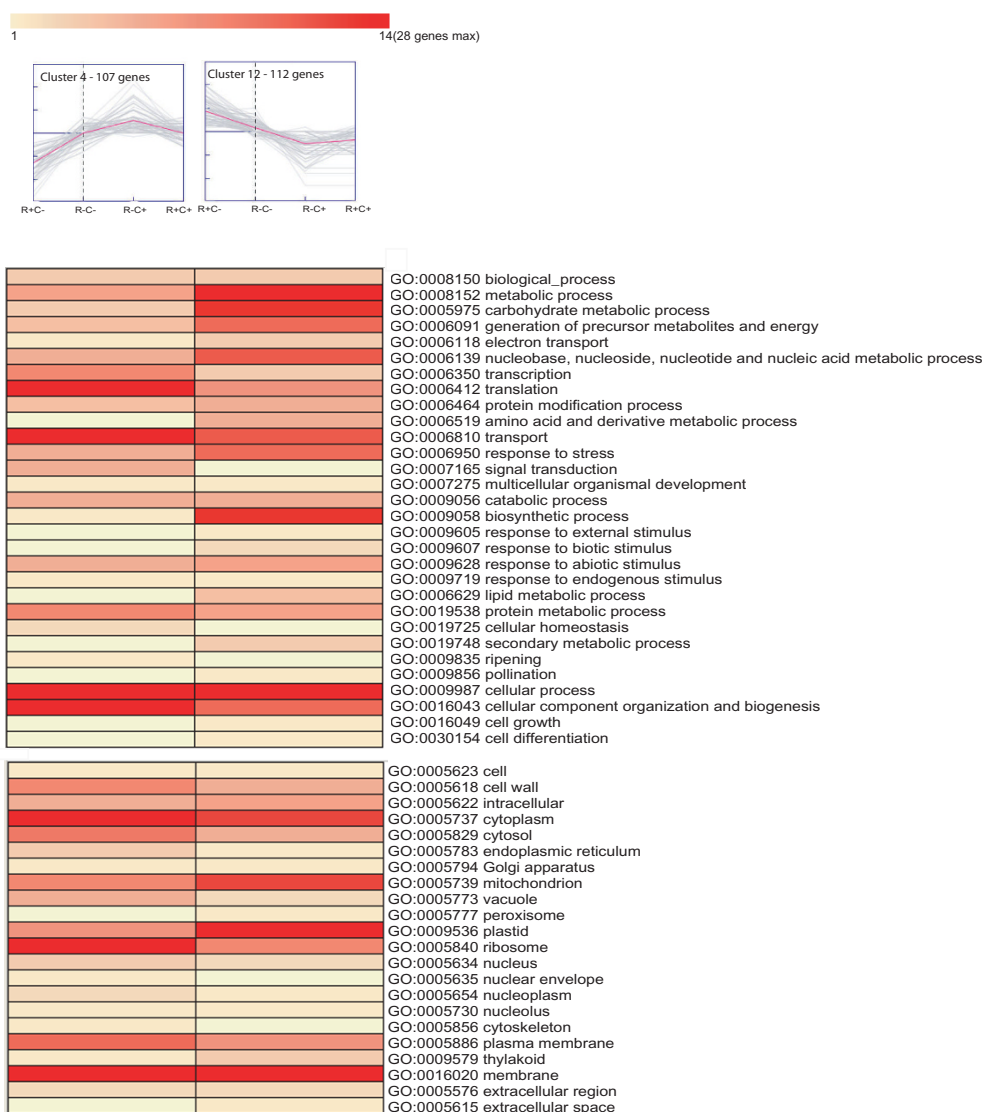 1 14(28 genes max)
Cluster 4 - 107 genes Cluster 12 - 112 genes
R+C- R-C- R-C+ R+C+ R+C- R-C- R-C+ R+C+
GO:0008150 biological_process
GO:0008152 metabolic process
GO:0005975 carbohydrate metabolic process
GO:0006091 generation of precursor metabolites and energy
GO:0006118 electron transport
GO:0006139 nucleobase, nucleoside, nucleotide and nucleic acid metabolic process
GO:0006350 transcription
GO:0006412 translation
GO:0006464 protein modification process
GO:0006519 amino acid and derivative metabolic process
GO:0006810 transport
GO:0006950 response to stress
GO:0007165 signal transduction
GO:0007275 multicellular organismal development
GO:0009056 catabolic process
GO:0009058 biosynthetic process
GO:0009605 response to external stimulus
GO:0009607 response to biotic stimulus
GO:0009628 response to abiotic stimulus
GO:0009719 response to endogenous stimulus
GO:0006629 lipid metabolic process
GO:0019538 protein metabolic process
GO:0019725 cellular homeostasis
GO:0019748 secondary metabolic process
GO:0009835 ripening
GO:0009856 pollination
GO:0009987 cellular process
GO:0016043 cellular component organization and biogenesis
GO:0016049 cell growth
GO:0030154 cell differentiation
GO:0005623 cell
GO:0005618 cell wall
GO:0005622 intracellular
GO:0005737 cytoplasm
GO:0005829 cytosol
GO:0005783 endoplasmic reticulum
GO:0005794 Golgi apparatus
GO:0005739 mitochondrion
GO:0005773 vacuole
GO:0005777 peroxisome
GO:0009536 plastid
GO:0005840 ribosome
GO:0005634 nucleus
GO:0005635 nuclear envelope
GO:0005654 nucleoplasm
GO:0005730 nucleolus
GO:0005856 cytoskeleton
GO:0005886 plasma membrane
GO:0009579 thylakoid
GO:0016020 membrane
GO:0005576 extracellular region
GO:0005615 extracellular space